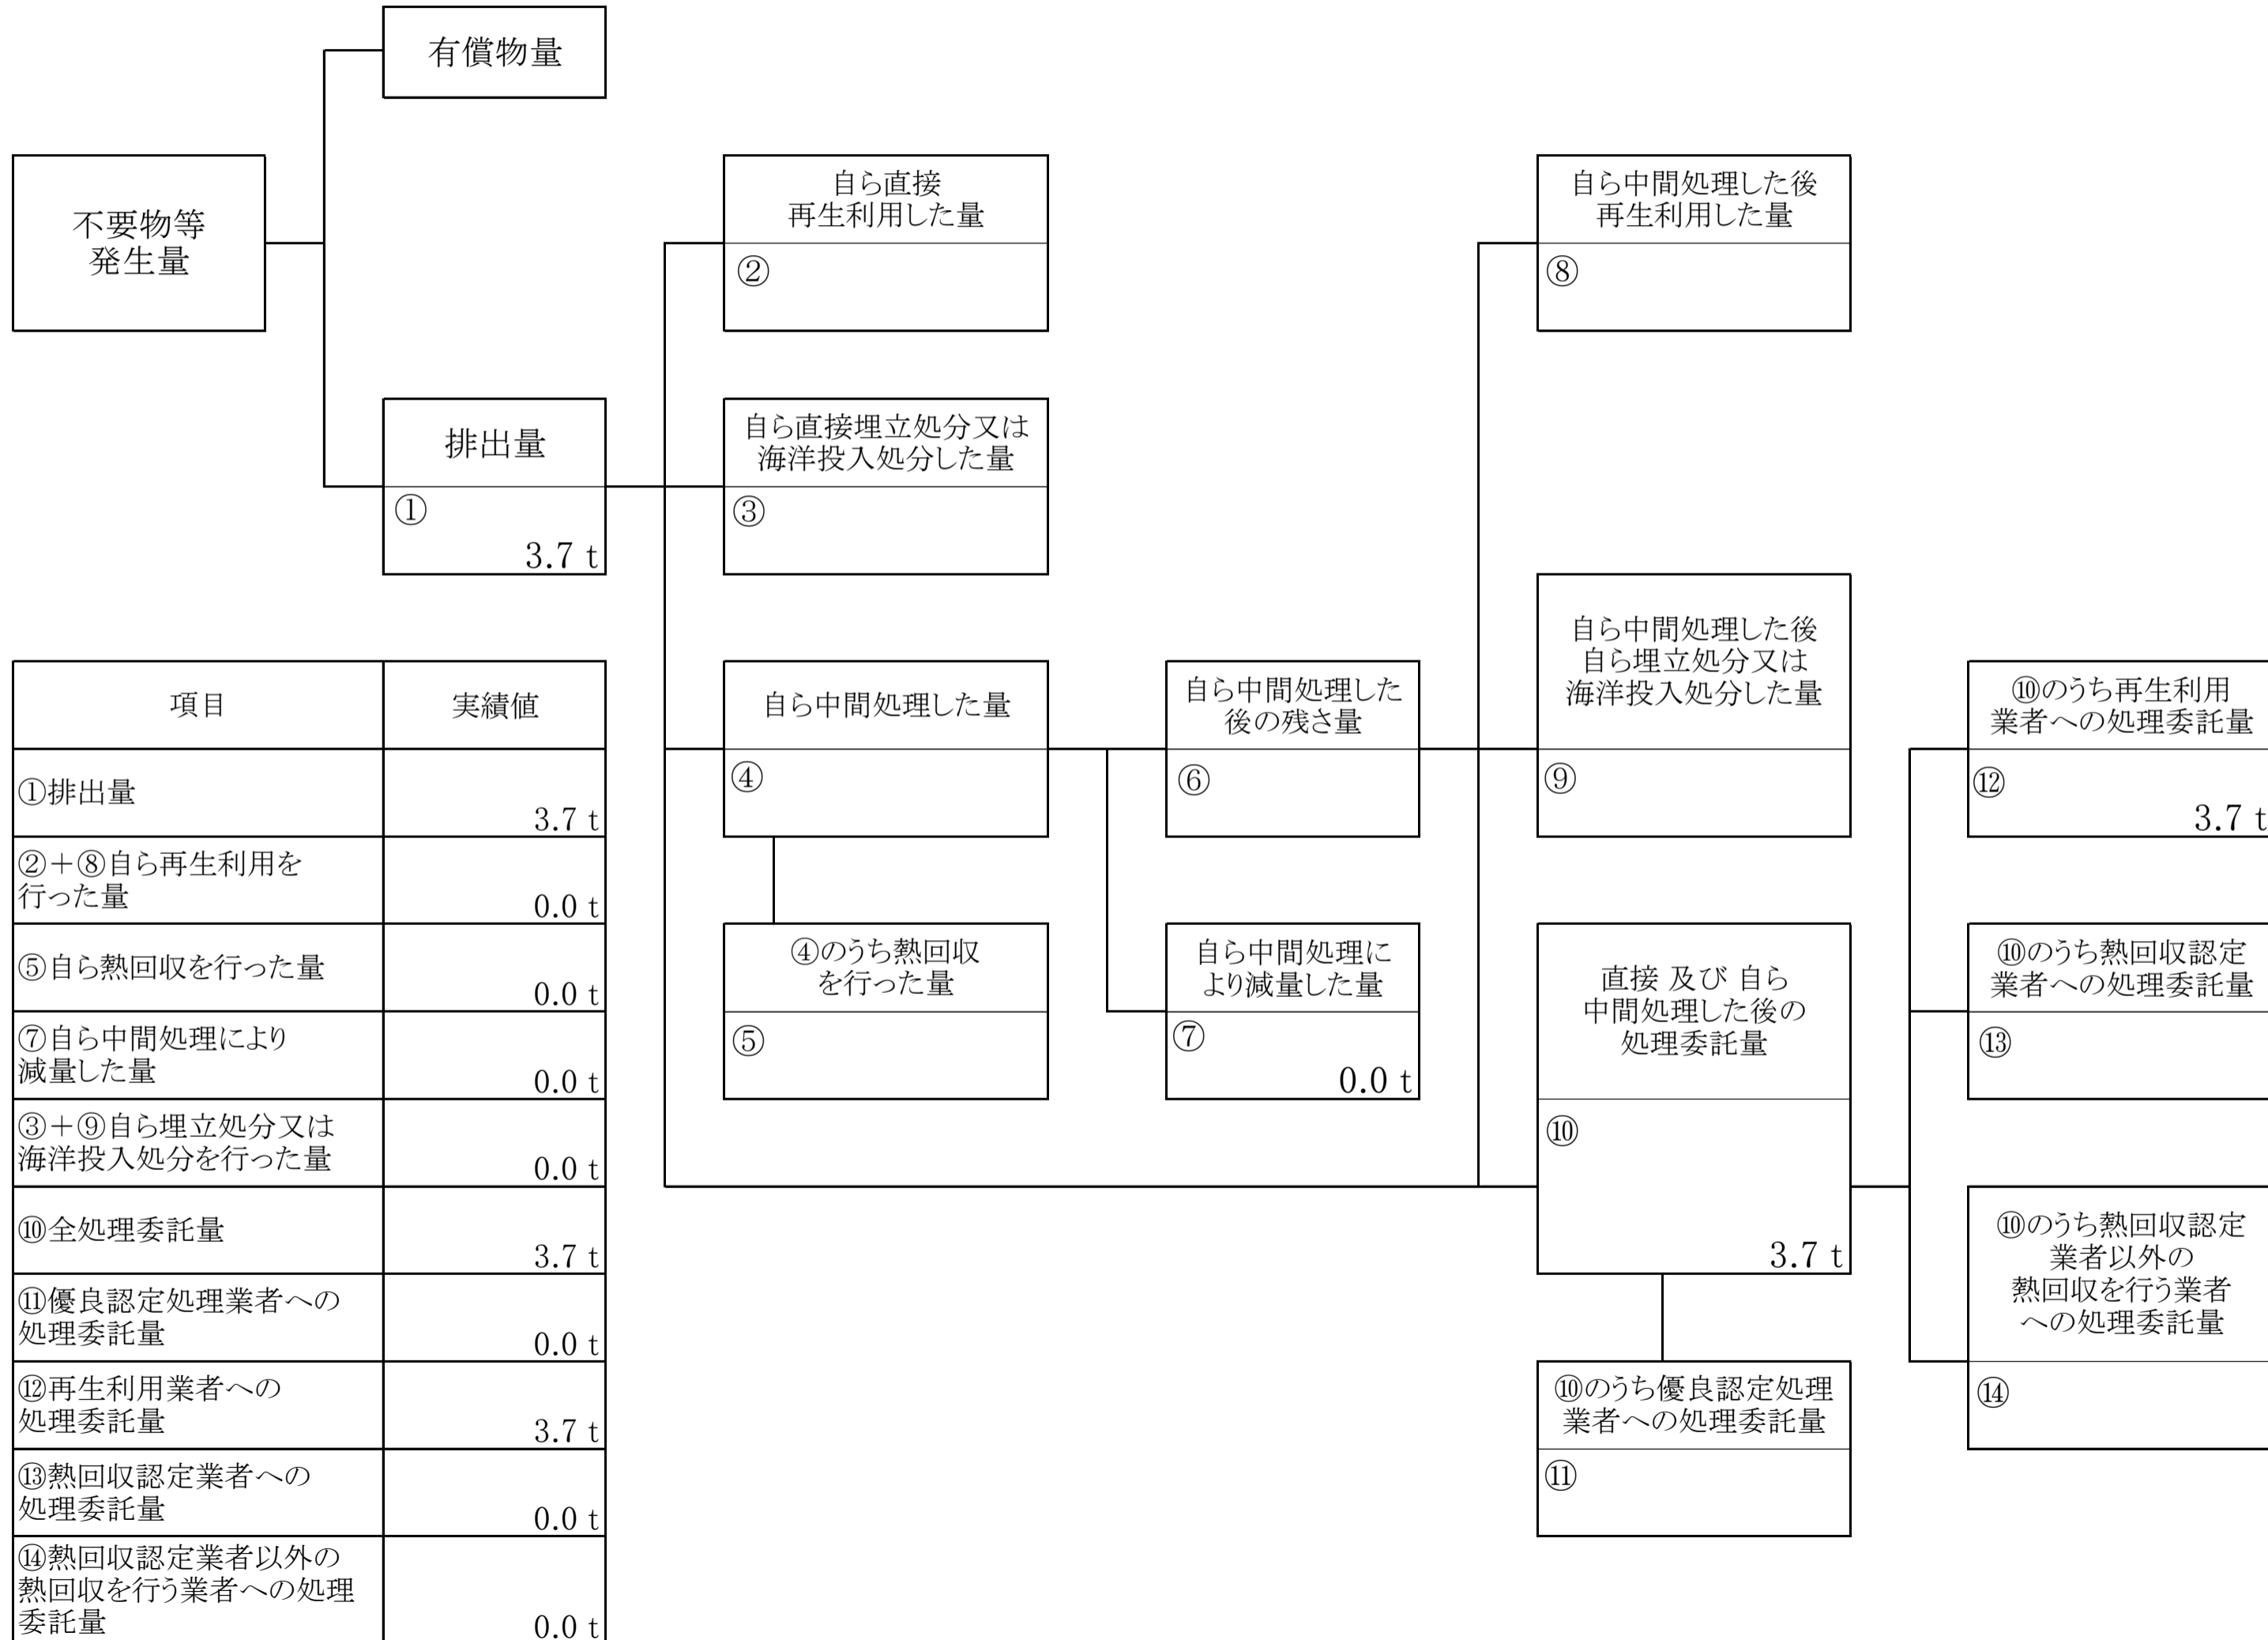 有償物量
不要物等
発生量
排出量
①
3.7 t
自ら直接
再生利用した量
②
自ら直接埋立処分又は
海洋投入処分した量
③
自ら中間処理した量
④
④のうち熱回収
を行った量
⑤
自ら中間処理した
後の残さ量
⑥
自ら中間処理に
より減量した量
⑦
0.0 t
自ら中間処理した後
再生利用した量
⑧
自ら中間処理した後
自ら埋立処分又は
海洋投入処分した量
⑨
直接 及び 自ら
中間処理した後の
処理委託量
⑩
3.7 t
⑩のうち優良認定処理
業者への処理委託量
⑪
⑩のうち再生利用
業者への処理委託量
⑫
3.7 t
⑩のうち熱回収認定
業者への処理委託量
⑬
⑩のうち熱回収認定
業者以外の
熱回収を行う業者
への処理委託量
⑭
項目 実績値
①排出量
3.7 t
②+⑧自ら再生利用を
行った量
0.0 t
⑤自ら熱回収を行った量
0.0 t
⑦自ら中間処理により
減量した量
0.0 t
③+⑨自ら埋立処分又は
海洋投入処分を行った量
0.0 t
⑩全処理委託量
3.7 t
⑪優良認定処理業者への
処理委託量
0.0 t
⑫再生利用業者への
処理委託量
3.7 t
⑬熱回収認定業者への
処理委託量
0.0 t
⑭熱回収認定業者以外の
熱回収を行う業者への処理
委託量
0.0 t